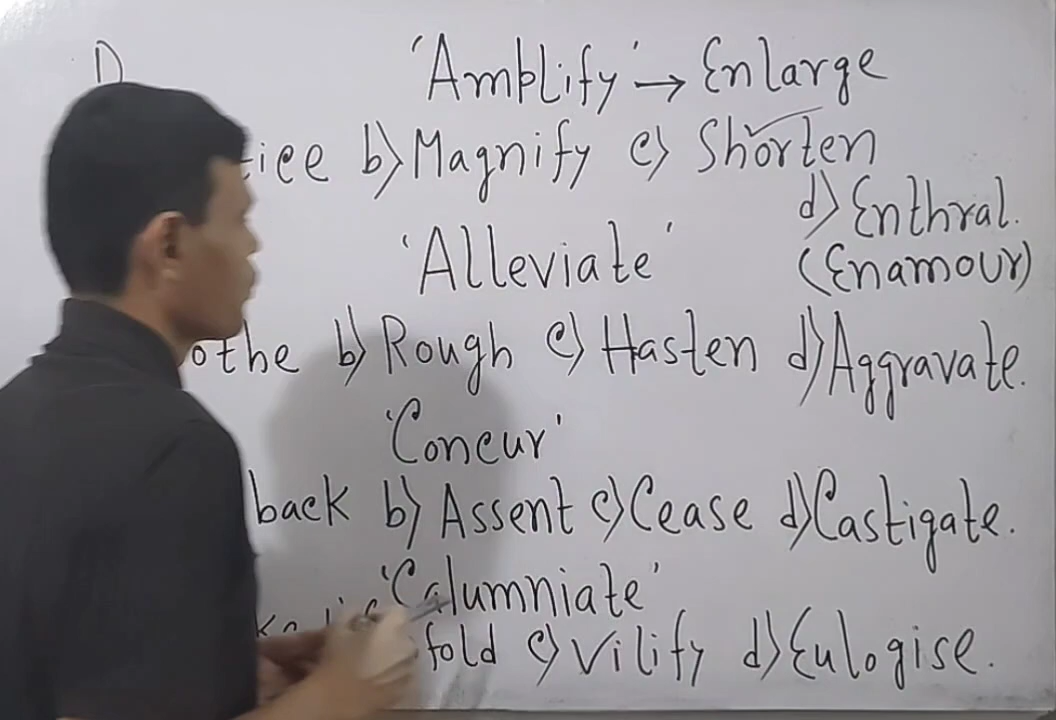 D
'Amplify' → Enlarge
b) Magnify c) Shorten
d) Enthral.
'Alleviate' (Enamour)
b) Rough c) Hasten d) Aggravate.
'Concur'
back b) Assent c) Cease d) Castigate.
'Calumniate'
fold c) Vilify d) Eulogise.